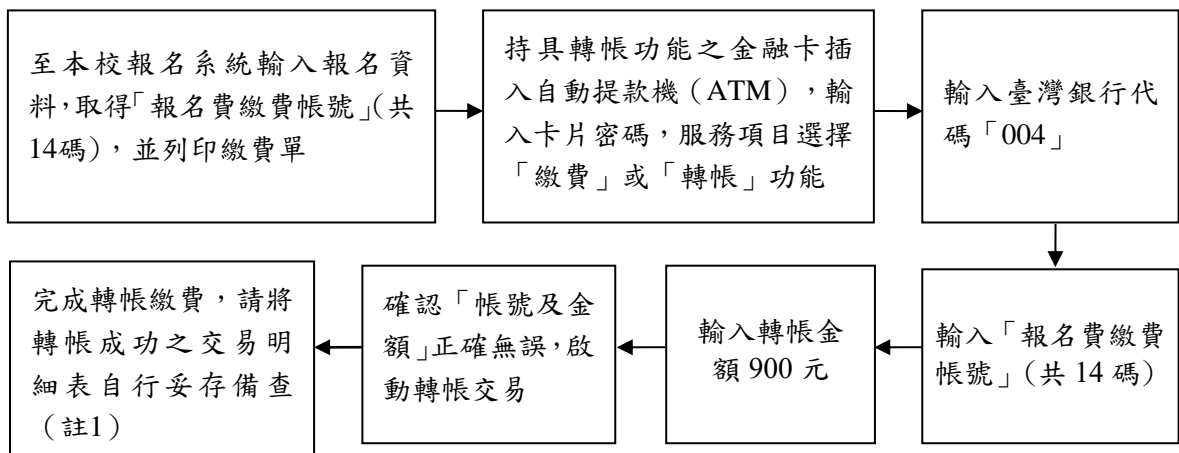 至本校報名系統輸入報名資
料,取得「報名費繳費帳號」(共
14碼),並列印繳費單
持具轉帳功能之金融卡插
入自動提款機(ATM),輸
入卡片密碼,服務項目選擇
「繳費」或「轉帳」功能
輸入臺灣銀行代
碼「004」
輸入「報名費繳費
帳號」(共 14 碼)
輸入轉帳金
額 900 元
確認「帳號及金
額」正確無誤,啟
動轉帳交易
完成轉帳繳費,請將
轉帳成功之交易明
細表自行妥存備查
(註1)